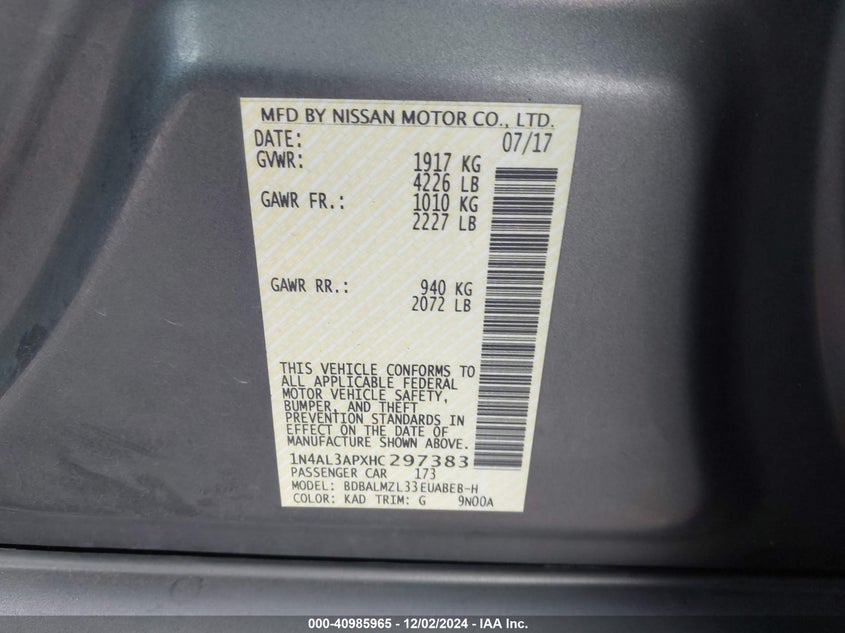 MFD BY NISSAN MOTOR CO., LTD.
DATE: 07/17
GVWR: 1917 KG
4226 LB
GAWR FR.: 1010 KG
2227 LB
GAWR RR.: 940 KG
2072 LB
THIS VEHICLE CONFORMS TO
ALL APPLICABLE FEDERAL
MOTOR VEHICLE SAFETY,
BUMPER, AND THEFT
PREVENTION STANDARDS IN
EFFECT ON THE DATE OF
MANUFACTURE SHOWN ABOVE.
1N4AL3APXHC297383
PASSENGER CAR 173
MODEL: BDBALMZL33EUABEB-H
COLOR: KAD TRIM: G 9N00A
000-40985965 - 12/02/2024 - IAA Inc.